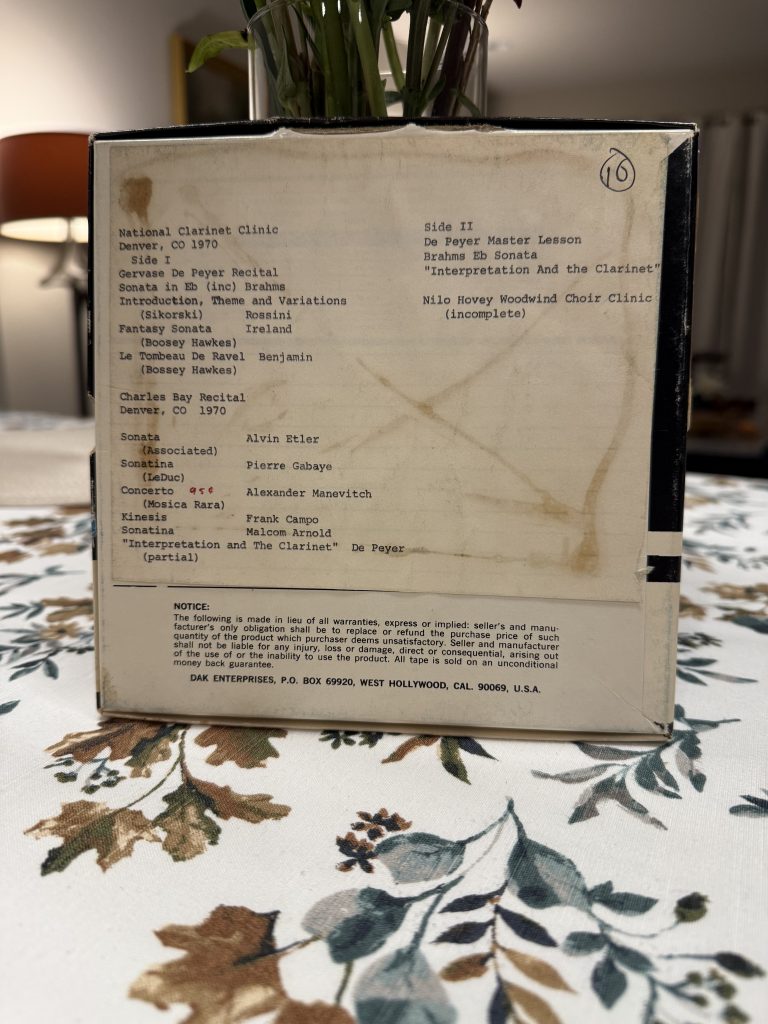 16
National Clarinet Clinic
Denver, CO 1970
Side I
Gervase De Peyer Recital
Sonata in Eb (inc) Brahms
Introduction, Theme and Variations
(Sikorski) Rossini
Fantasy Sonata Ireland
(Boosey Hawkes)
Le Tombeau De Ravel Benjamin
(Bossey Hawkes)
Charles Bay Recital
Denver, CO 1970
Sonata Alvin Etler
(Associated)
Sonatina Pierre Gabaye
(LeDuc)
Concerto 95¢ Alexander Manevitch
(Mosica Rara)
Kinesis Frank Campo
Sonatina Malcom Arnold
"Interpretation and The Clarinet" De Peyer
(partial)
Side II
De Peyer Master Lesson
Brahms Eb Sonata
"Interpretation And the Clarinet"
Nilo Hovey Woodwind Choir Clinic
(incomplete)
NOTICE:
The following is made in lieu of all warranties, express or implied: seller's and manu-
facturer's only obligation shall be to replace or refund the purchase price of such
quantity of the product which purchaser deems unsatisfactory. Seller and manufacturer
shall not be liable for any injury, loss or damage, direct or consequential, arising out
of the use of or the inability to use the product. All tape is sold on an unconditional
money back guarantee.
DAK ENTERPRISES, P.O. BOX 69920, WEST HOLLYWOOD, CAL. 90069, U.S.A.